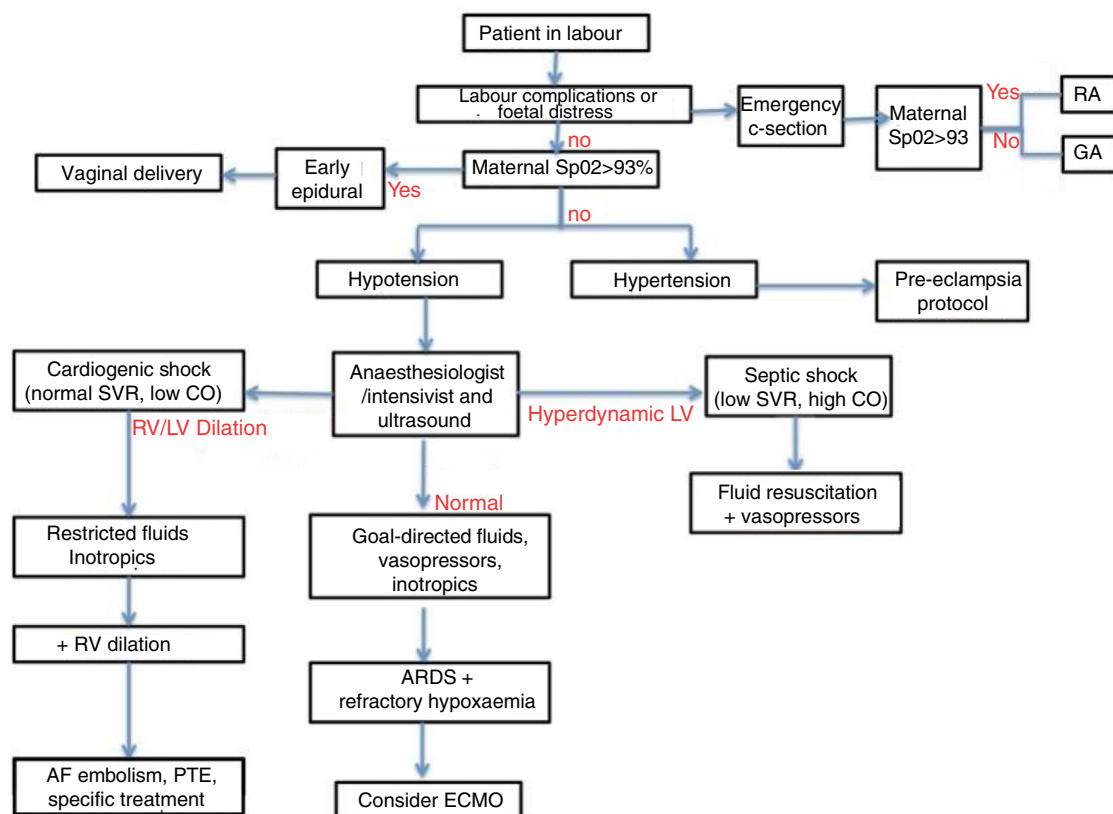 Patient in labour
Labour complications or
foetal distress
Emergency
c-section
Maternal
Sp02>93
Yes
No
RA
GA
no
Vaginal delivery
Early
epidural
Yes
Maternal Sp02>93%
no
Hypotension
Hypertension
Pre-eclampsia
protocol
Cardiogenic shock
(normal SVR, low CO)
Anaesthesiologist
/intensivist and
ultrasound
Septic shock
(low SVR, high CO)
RV/LV Dilation
Hyperdynamic LV
Normal
Fluid resuscitation
+ vasopressors
Restricted fluids
Inotropics
Goal-directed fluids,
vasopressors,
inotropics
+ RV dilation
ARDS +
refractory hypoxaemia
AF embolism, PTE,
specific treatment
Consider ECMO